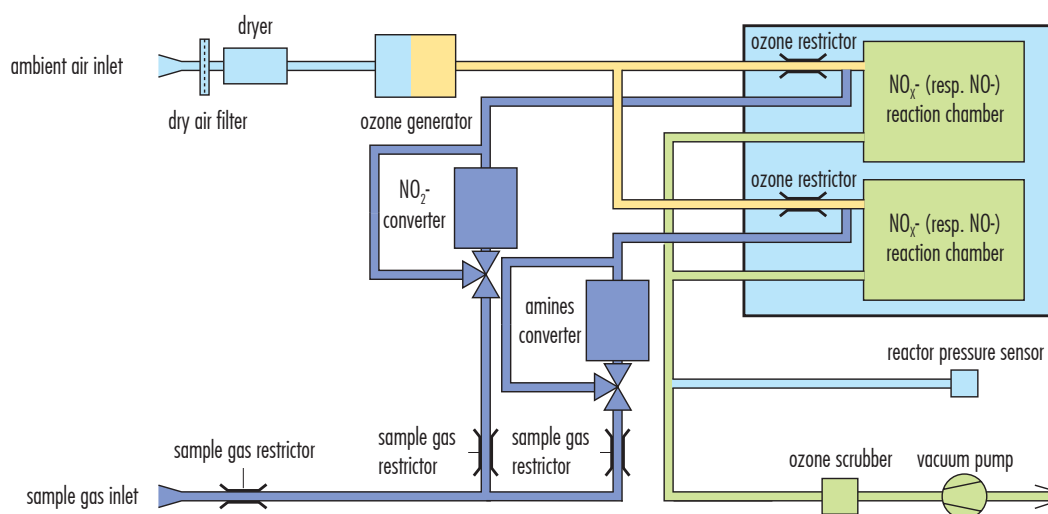 dryer
ambient air inlet
dry air filter
ozone generator
ozone restrictor
NOₓ- (resp. NO-)
reaction chamber
NO₂-
converter
ozone restrictor
NOₓ- (resp. NO-)
reaction chamber
amines
converter
reactor pressure sensor
sample gas restrictor
sample gas
restrictor
sample gas
restrictor
ozone scrubber
vacuum pump
sample gas inlet